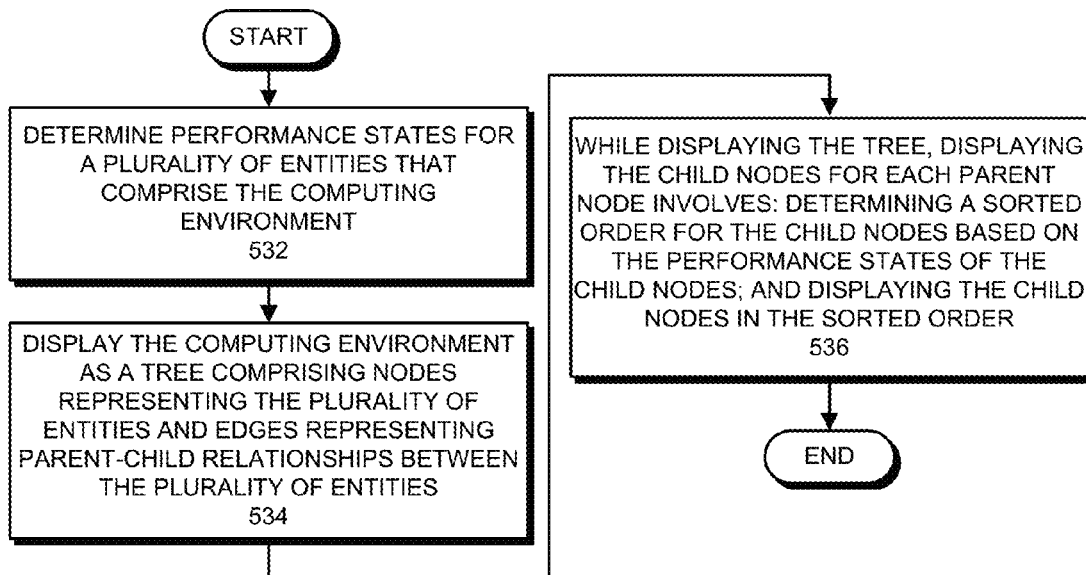 START
DETERMINE PERFORMANCE STATES FOR
A PLURALITY OF ENTITIES THAT
COMPRISE THE COMPUTING
ENVIRONMENT
532
DISPLAY THE COMPUTING ENVIRONMENT
AS A TREE COMPRISING NODES
REPRESENTING THE PLURALITY OF
ENTITIES AND EDGES REPRESENTING
PARENT-CHILD RELATIONSHIPS BETWEEN
THE PLURALITY OF ENTITIES
534
WHILE DISPLAYING THE TREE, DISPLAYING
THE CHILD NODES FOR EACH PARENT
NODE INVOLVES: DETERMINING A SORTED
ORDER FOR THE CHILD NODES BASED ON
THE PERFORMANCE STATES OF THE
CHILD NODES; AND DISPLAYING THE CHILD
NODES IN THE SORTED ORDER
536
END